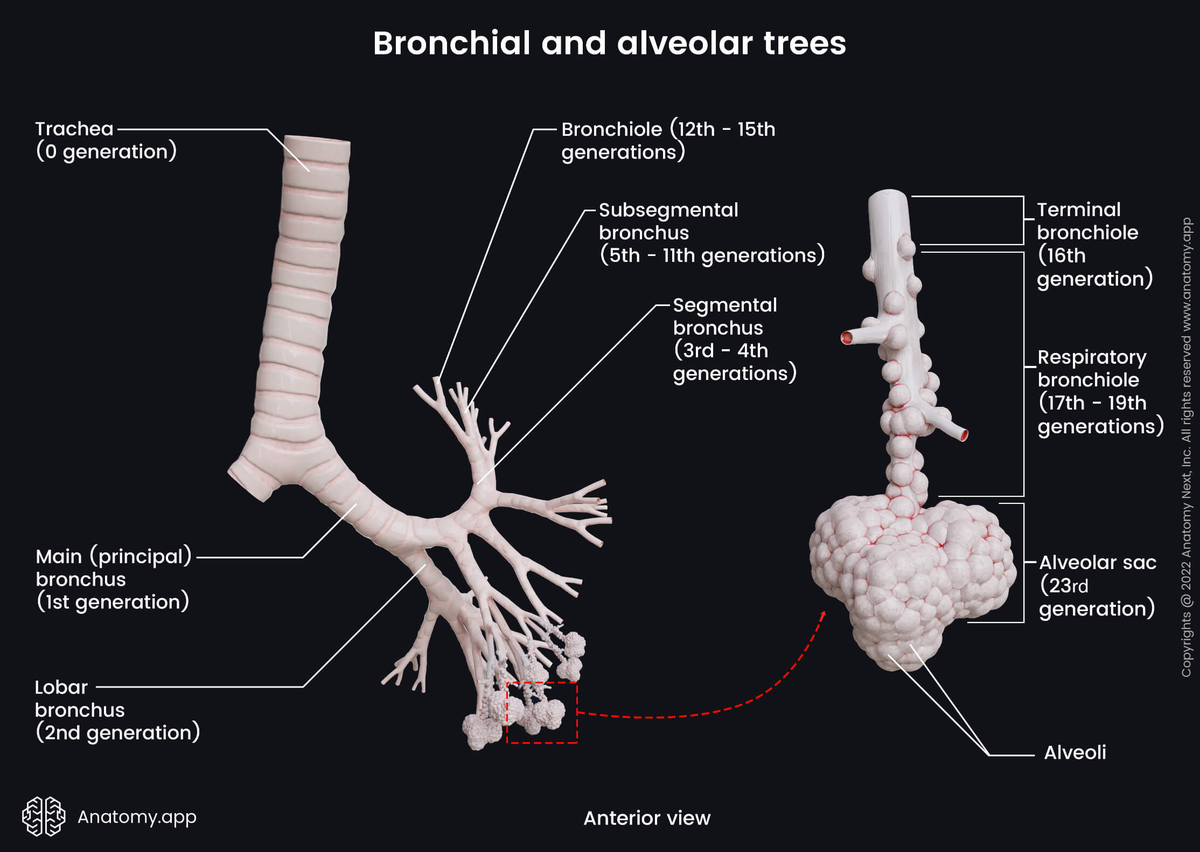 Bronchial and alveolar trees
Trachea
(0 generation)
Bronchiole (12th - 15th
generations)
Subsegmental
bronchus
(5th - 11th generations)
Segmental
bronchus
(3rd - 4th
generations)
Main (principal)
bronchus
(1st generation)
Lobar
bronchus
(2nd generation)
Terminal
bronchiole
(16th
generation)
Respiratory
bronchiole
(17th - 19th
generations)
Alveolar sac
(23rd
generation)
Alveoli
Copyrights @ 2022 Anatomy Next, Inc. All rights reserved www.anatomy.app
Anatomy.app
Anterior view